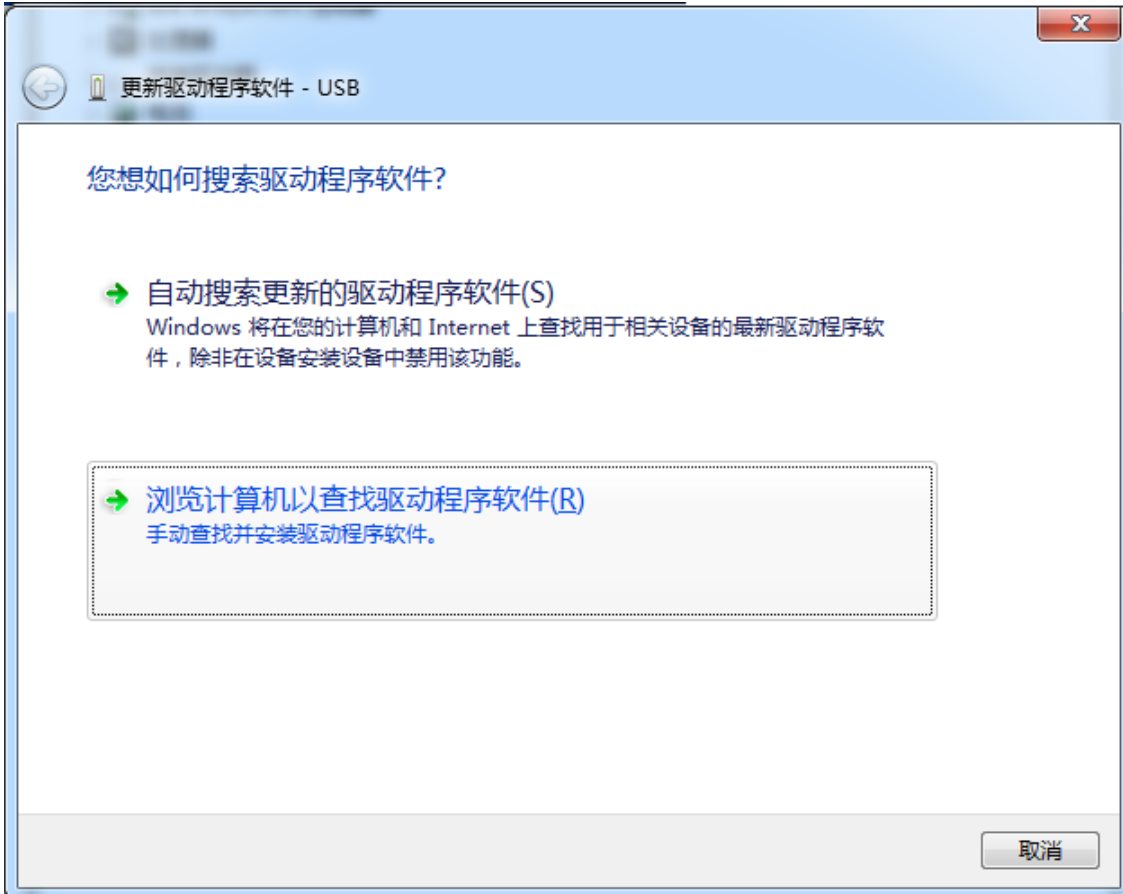 更新驱动程序软件 - USB
您想如何搜索驱动程序软件?
自动搜索更新的驱动程序软件(S)
Windows 将在您的计算机和 Internet 上查找用于相关设备的最新驱动程序软
件，除非在设备安装设备中禁用该功能。
浏览计算机以查找驱动程序软件(R)
手动查找并安装驱动程序软件。
取消